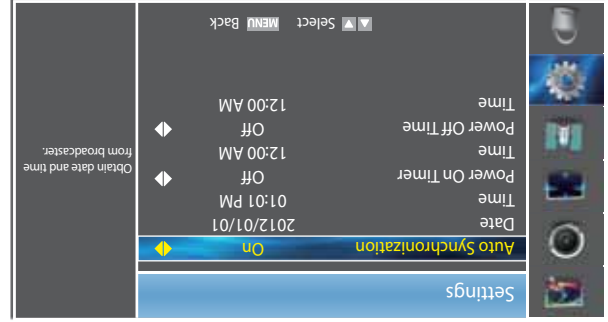 Settings
Auto Synchronization On
Date 2012/01/01
Time 01:01 PM
Power On Timer Off
Time 12:00 AM
Power Off Time Off
Time 12:00 AM
Select MENU Back
Obtain date and time
from broadcaster.